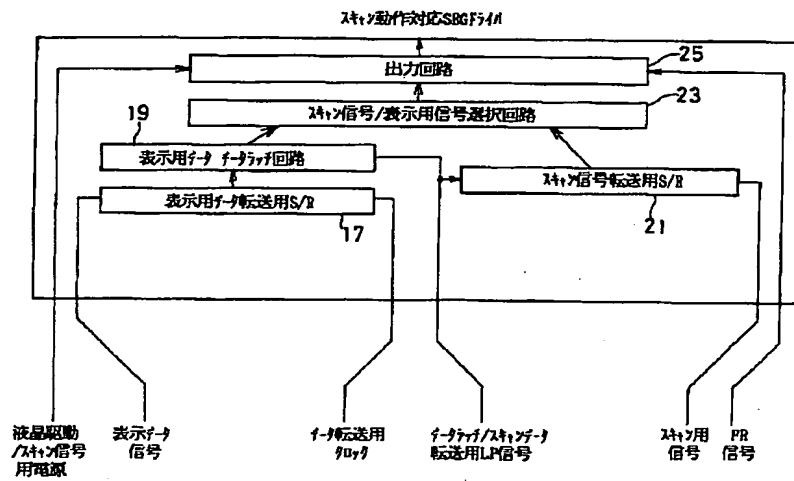 スキャン動作対応SEGドライバ
出力回路
25
スキャン信号/表示用信号選択回路
23
19
表示用データ データラッチ回路
スキャン信号転送用S/R
21
表示用データ転送用S/R
17
液晶駆動
/スキャン信号
用電源
表示データ
信号
データ転送用
クロック
データラッチ/スキャンデータ
転送用LP信号
スキャン用
信号
FR
信号